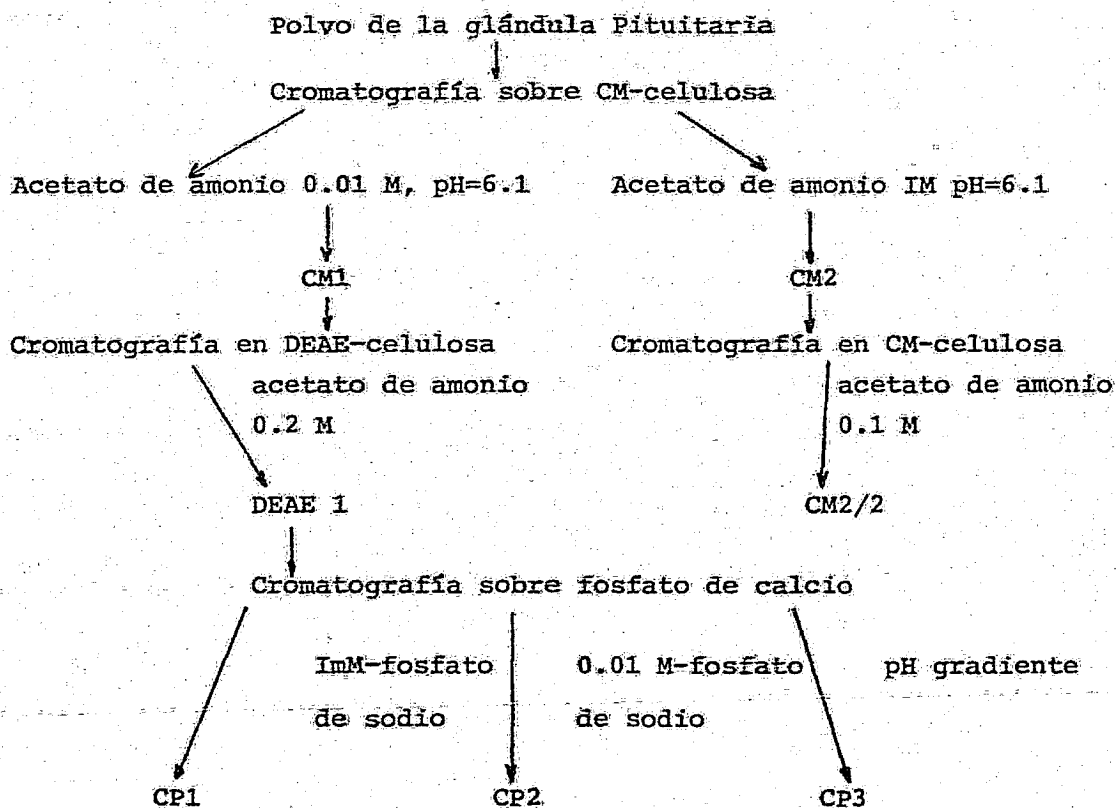 Polvo de la glándula Pituitaria
Cromatografía sobre CM-celulosa
Acetato de amonio 0.01 M, pH=6.1
Acetato de amonio IM pH=6.1
CM1
CM2
Cromatografía en DEAE-celulosa
Cromatografía en CM-celulosa
acetato de amonio
0.2 M
acetato de amonio
0.1 M
DEAE 1
CM2/2
Cromatografía sobre fosfato de calcio
ImM-fosfato
de sodio
0.01 M-fosfato
de sodio
pH gradiente
CP1
CP2
CP3